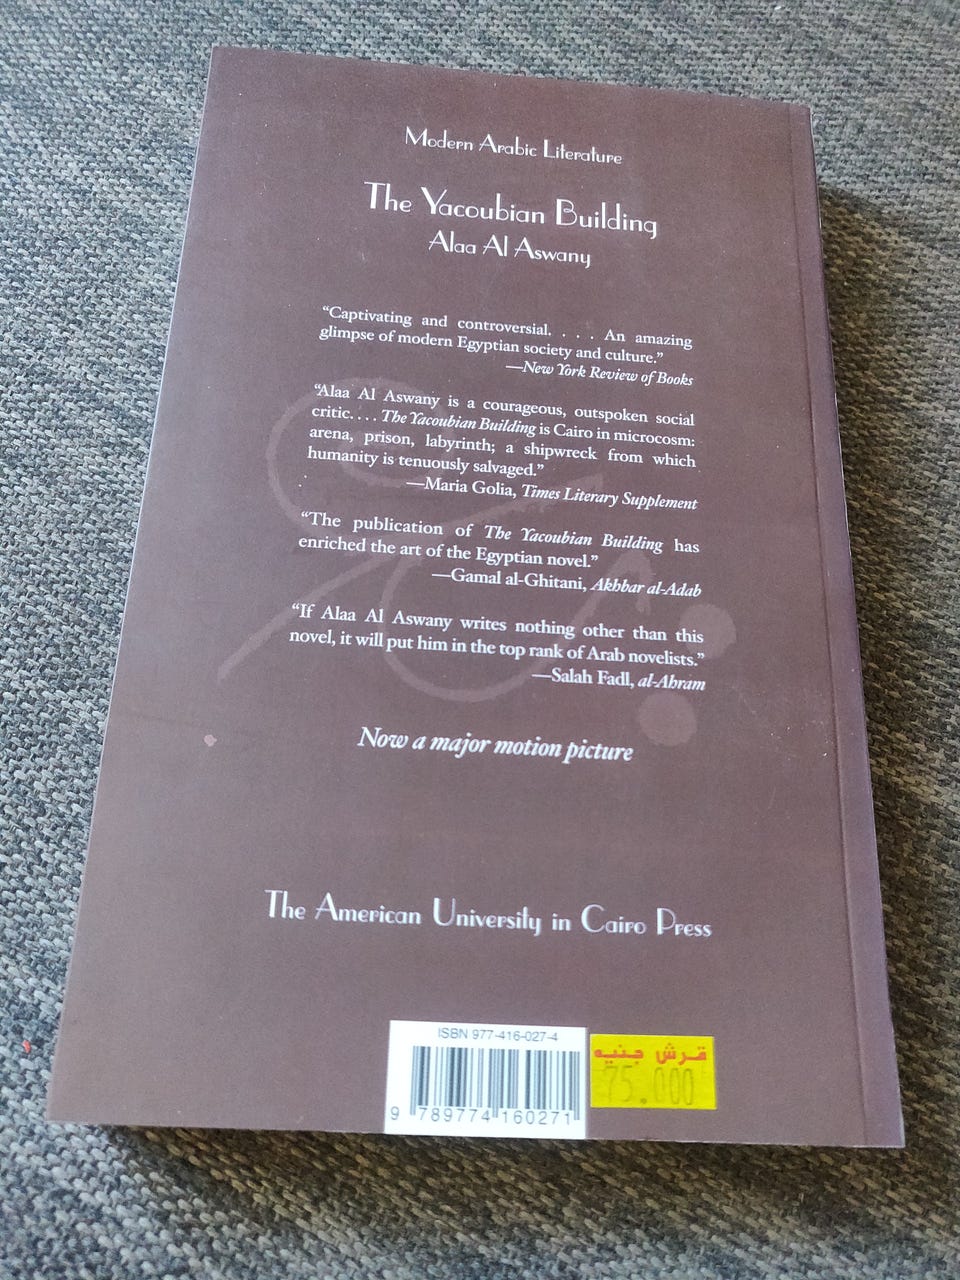 Modern Arabic Literature
The Yacoubian Building
Alaa Al Aswany
“Captivating and controversial. . . . An amazing
glimpse of modern Egyptian society and culture.”
—New York Review of Books
“Alaa Al Aswany is a courageous, outspoken social
critic. . . . The Yacoubian Building is Cairo in microcosm:
arena, prison, labyrinth; a shipwreck from which
humanity is tenuously salvaged.”
—Maria Golia, Times Literary Supplement
“The publication of The Yacoubian Building has
enriched the art of the Egyptian novel.”
—Gamal al-Ghitani, Akhbar al-Adab
“If Alaa Al Aswany writes nothing other than this
novel, it will put him in the top rank of Arab novelists.”
—Salah Fadl, al-Ahram
Now a major motion picture
The American University in Cairo Press
ISBN 977-416-027-4
9 789774 160271
قرش جنيه
75.000